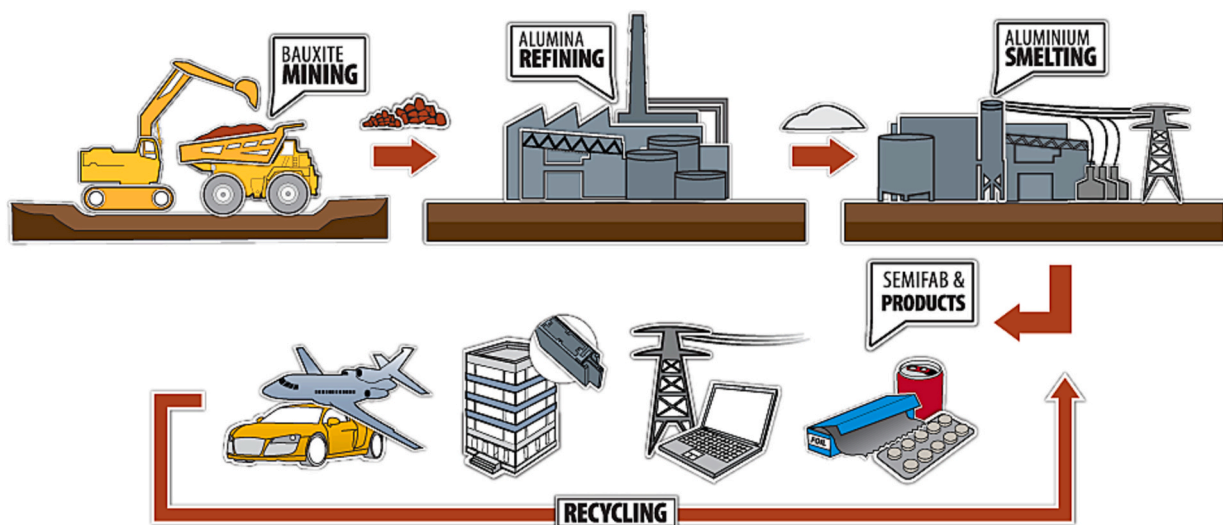 BAUXITE
MINING
ALUMINA
REFINING
ALUMINIUM
SMELTING
SEMIFAB &
PRODUCTS
FOIL
RECYCLING